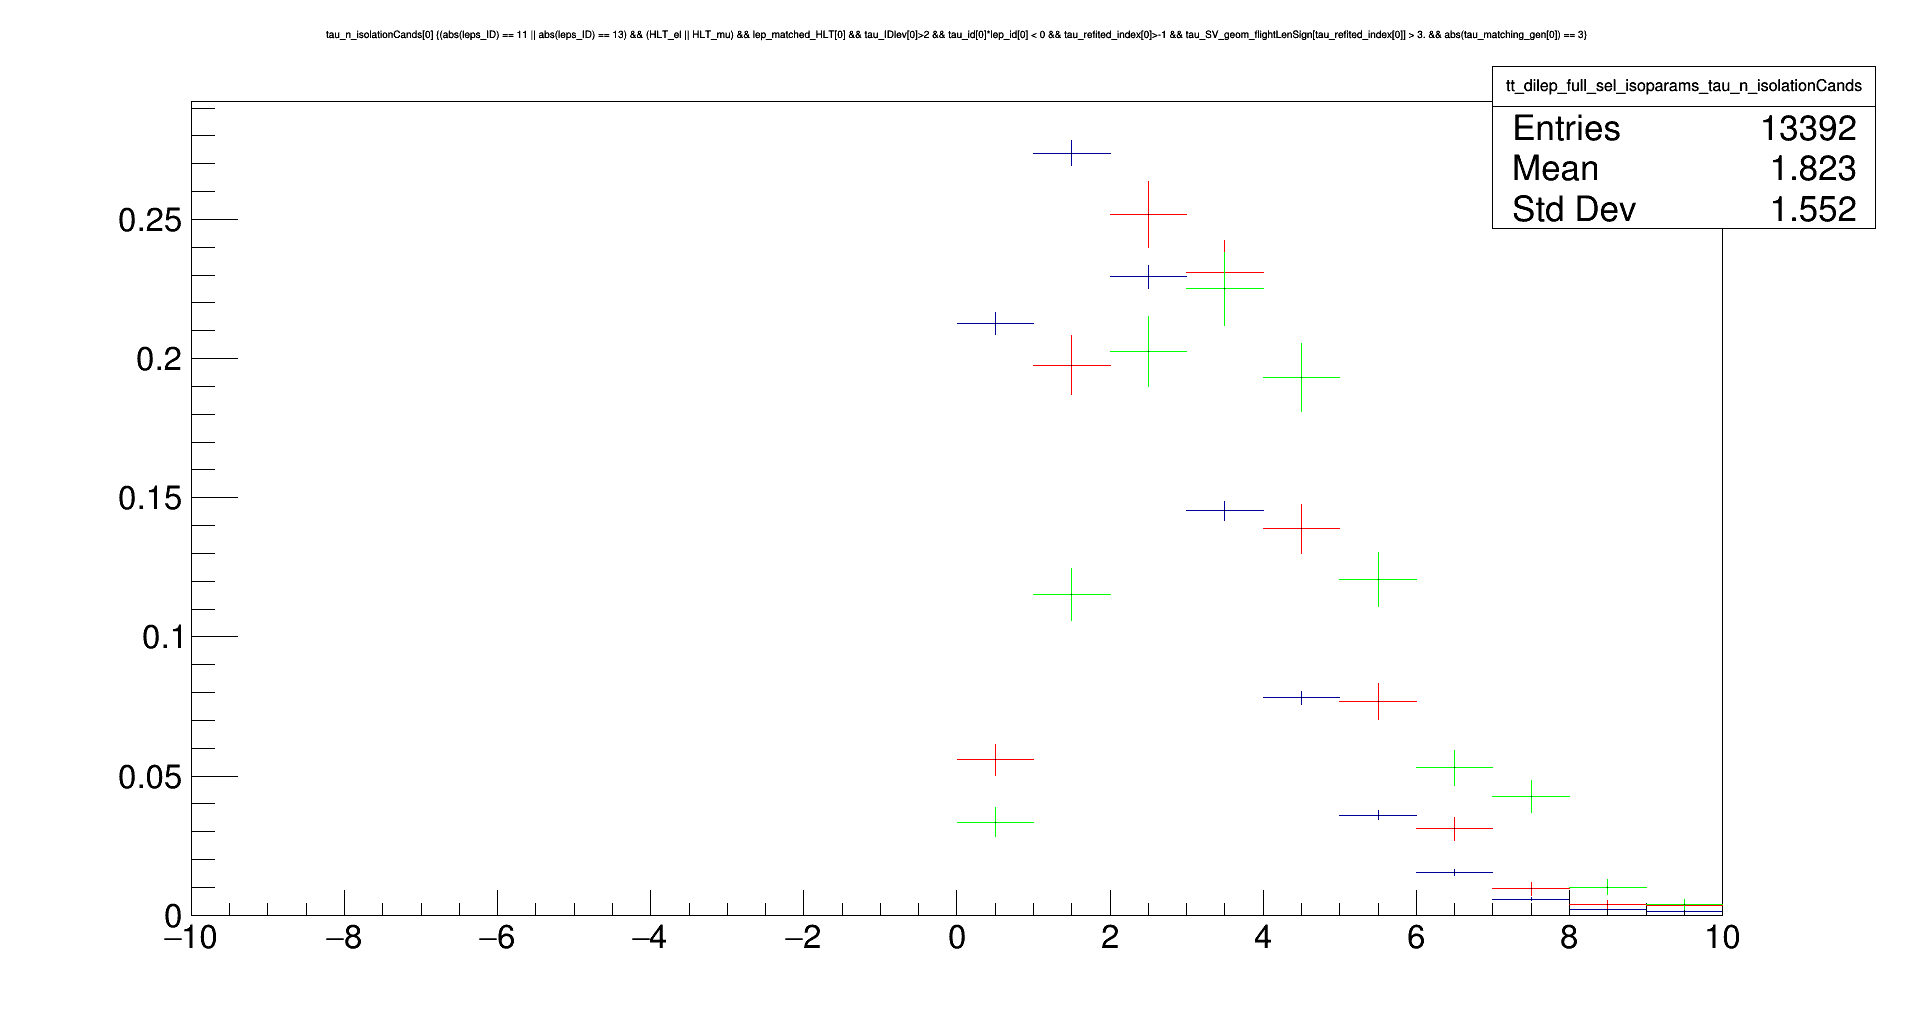 tau_n_isolationCands[0] {(abs(leps_ID) == 11 || abs(leps_ID) == 13) && (HLT_el || HLT_mu) && lep_matched_HLT[0] && tau_IDlev[0]>2 && tau_id[0]*lep_id[0] < 0 && tau_refited_index[0]>-1 && tau_SV_geom_flightLenSign[tau_refited_index[0]] > 3. && abs(tau_matching_gen[0]) == 3}
tt_dilep_full_sel_isoparams_tau_n_isolationCands
Entries 13392
Mean 1.823
Std Dev 1.552
0.25
0.2
0.15
0.1
0.05
0
−10 −8 −6 −4 −2 0 2 4 6 8 10